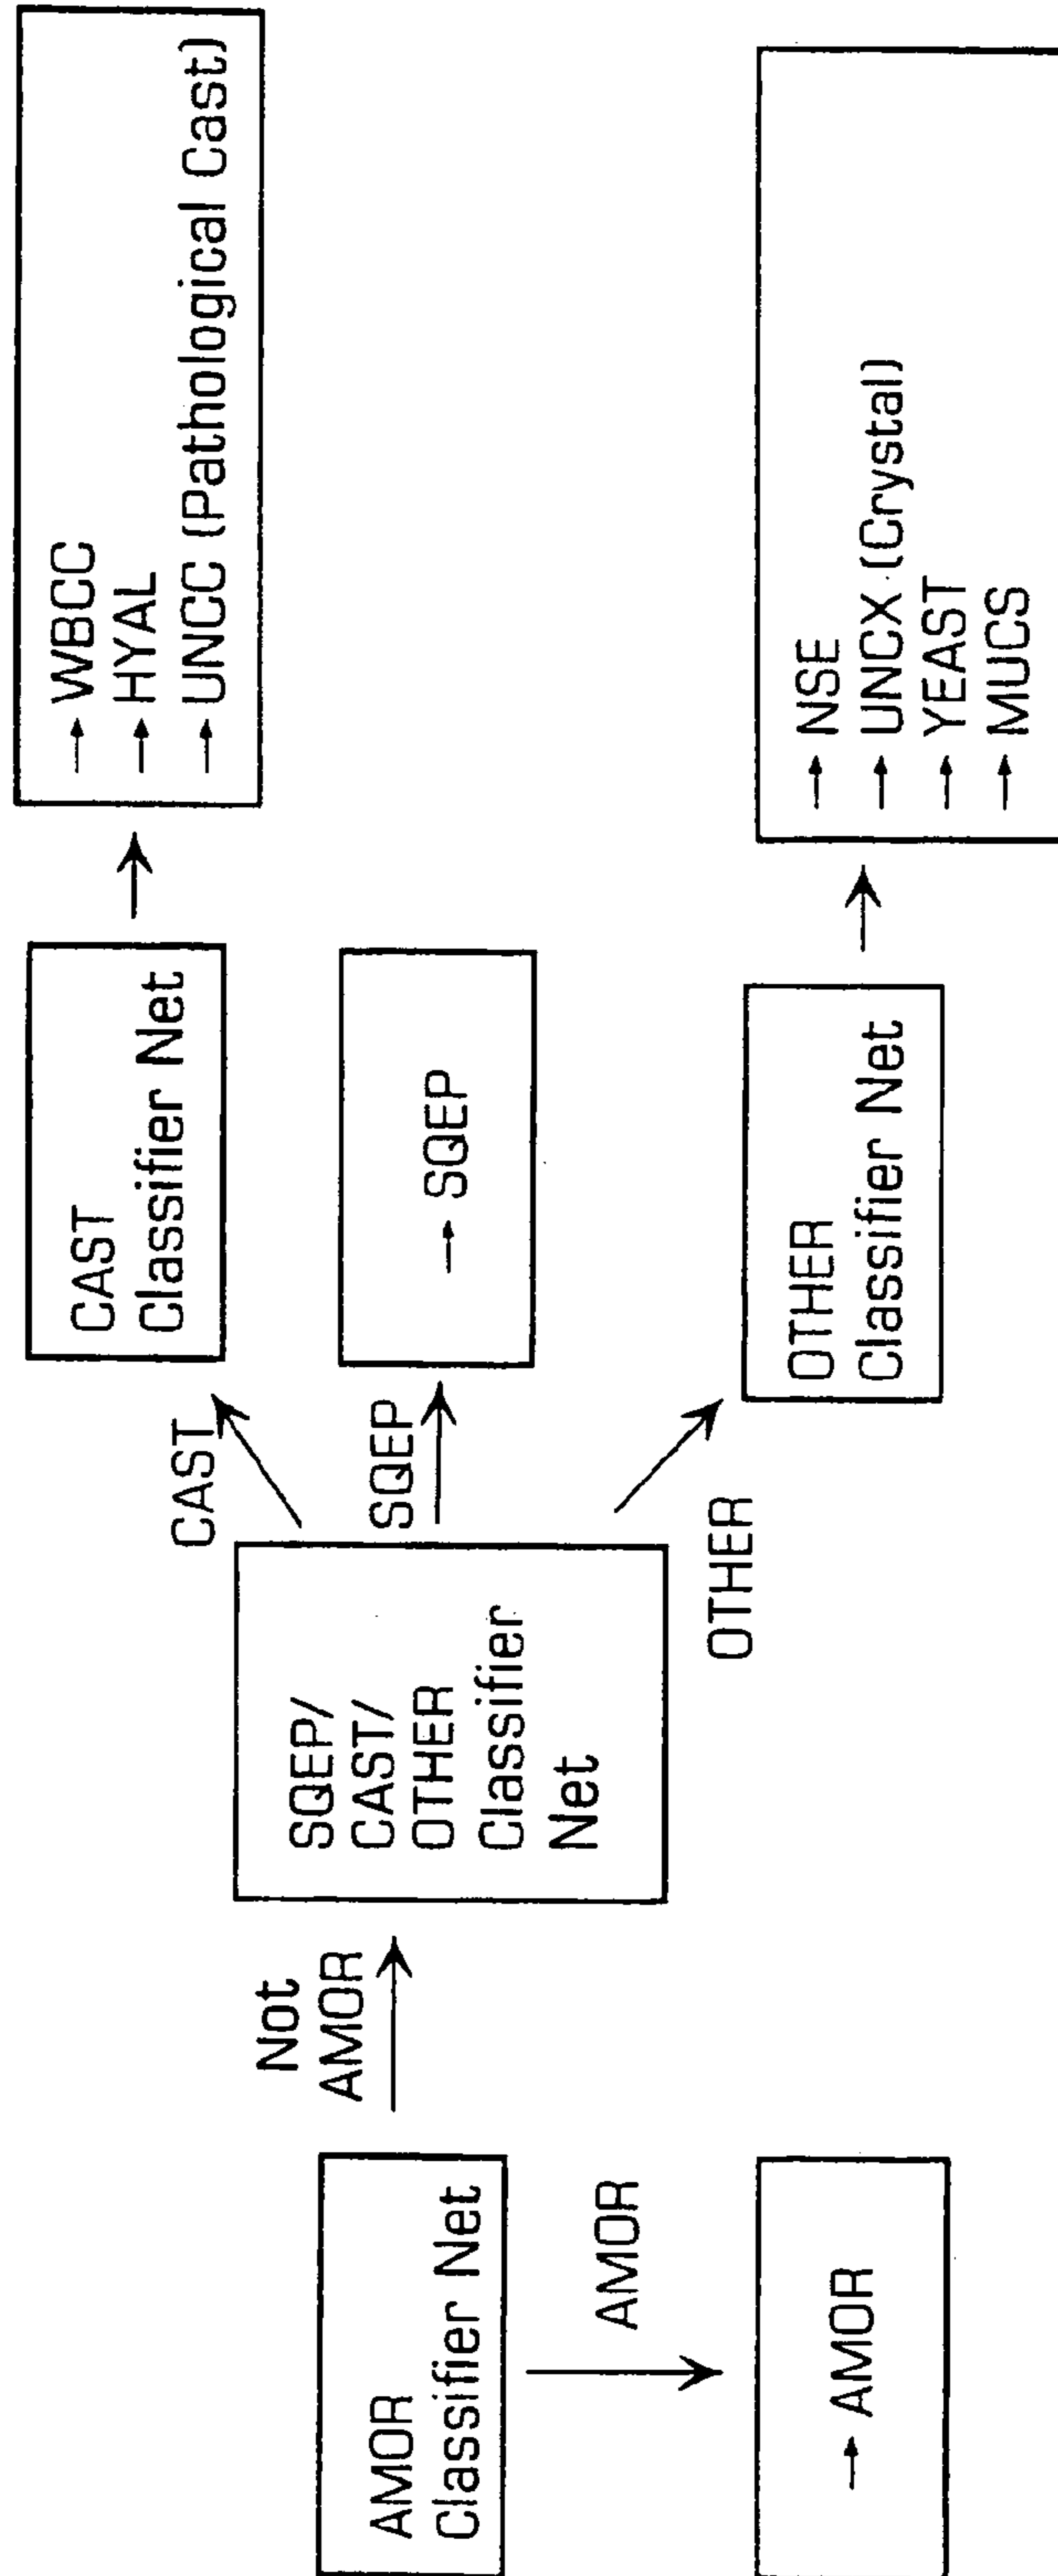 AMOR
Classifier Net
AMOR
→ AMOR
Not
AMOR
SQEP/
CAST/
OTHER
Classifier
Net
CAST
SQEP
OTHER
CAST
Classifier Net
→ SQEP
OTHER
Classifier Net
→ WBCC
→ HYAL
→ UNCC (Pathological Cast)
→ NSE
→ UNCX (Crystal)
→ YEAST
→ MUCS